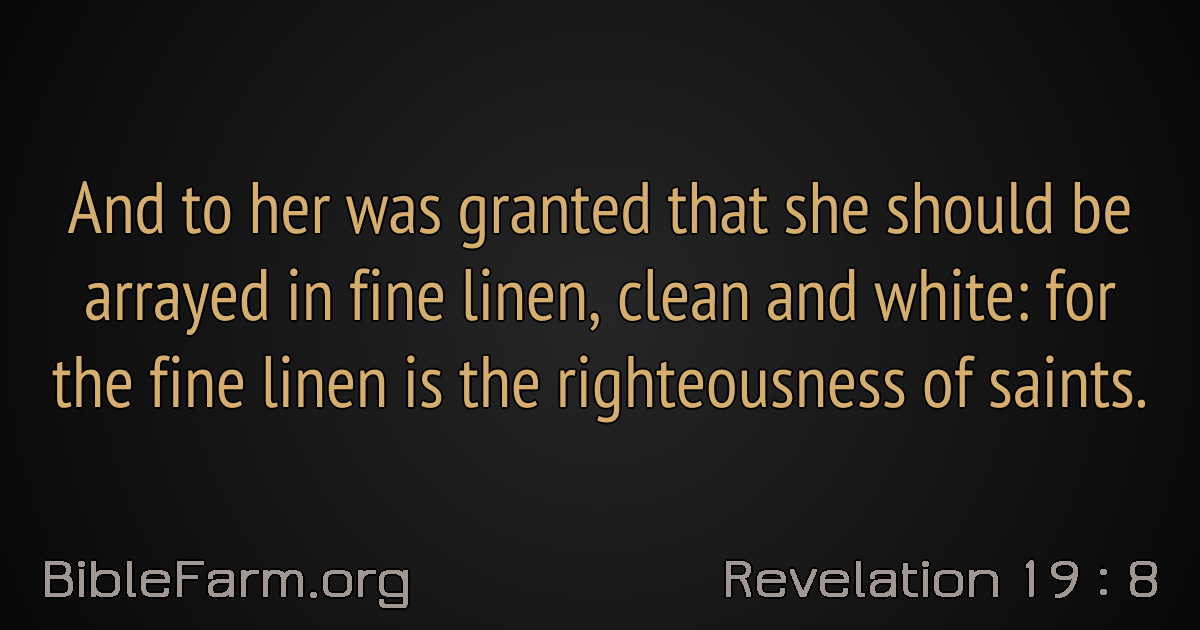 And to her was granted that she should be
arrayed in fine linen, clean and white: for
the fine linen is the righteousness of saints.
BibleFarm.org
Revelation 19 : 8